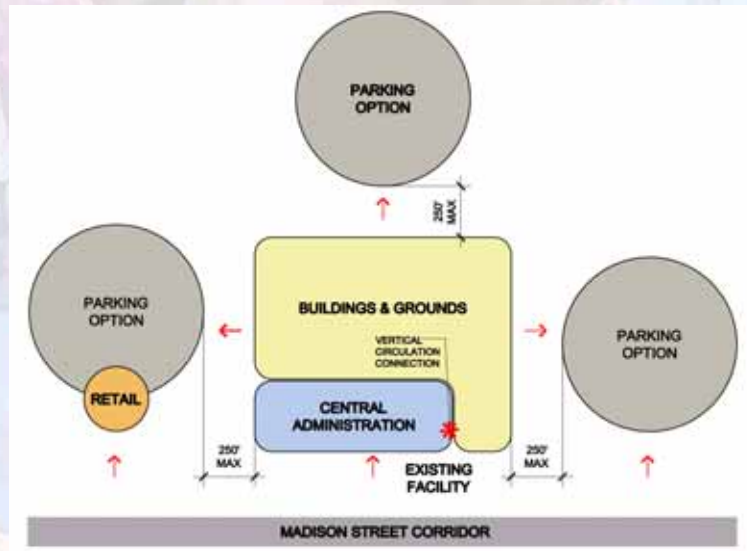 PARKING
OPTION
250'
MAX
PARKING
OPTION
RETAIL
250'
MAX
BUILDINGS & GROUNDS
VERTICAL
CIRCULATION
CONNECTION
CENTRAL
ADMINISTRATION
EXISTING
FACILITY
PARKING
OPTION
250'
MAX
MADISON STREET CORRIDOR